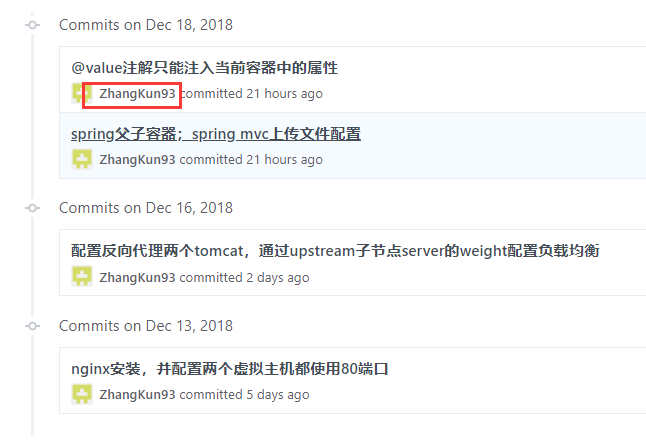 Commits on Dec 18, 2018
@value注解只能注入当前容器中的属性
ZhangKun93 committed 21 hours ago
spring父子容器；spring mvc上传文件配置
ZhangKun93 committed 21 hours ago
Commits on Dec 16, 2018
配置反向代理两个tomcat，通过upstream子节点server的weight配置负载均衡
ZhangKun93 committed 2 days ago
Commits on Dec 13, 2018
nginx安装，并配置两个虚拟主机都使用80端口
ZhangKun93 committed 5 days ago